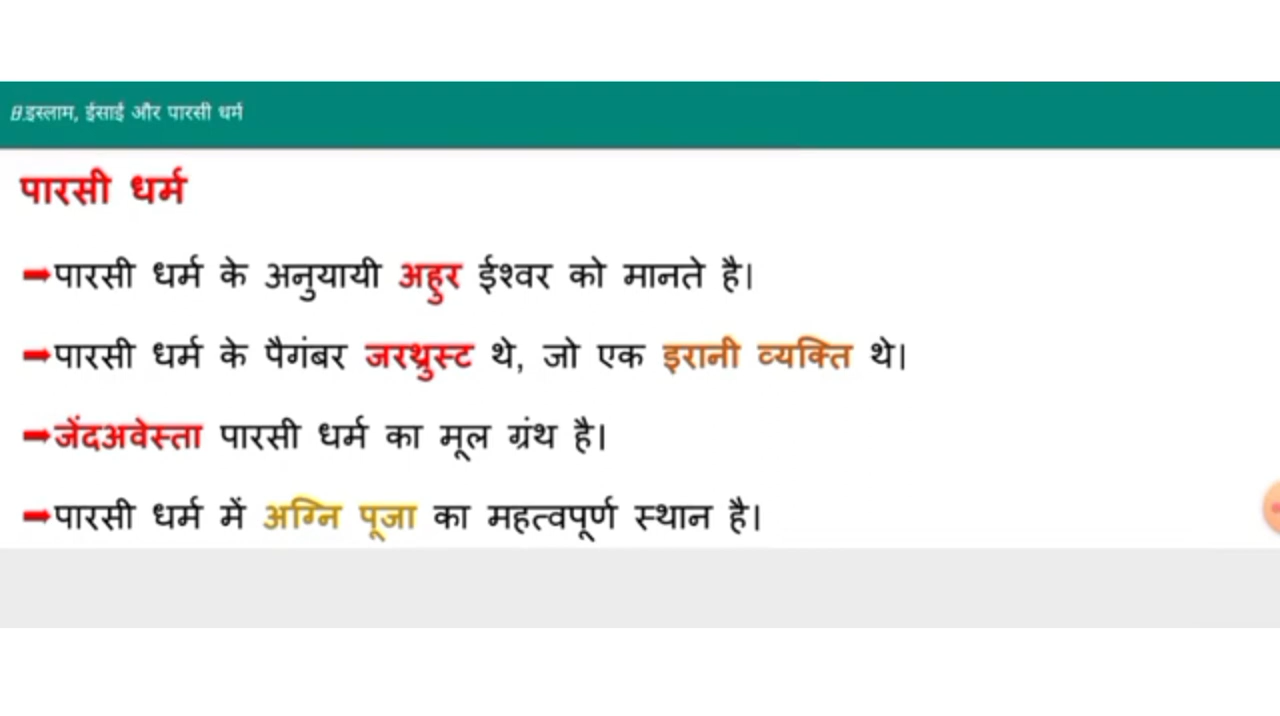 8.इस्लाम, ईसाई और पारसी धर्म
पारसी धर्म
➡पारसी धर्म के अनुयायी अहुर ईश्वर को मानते है।
➡पारसी धर्म के पैगंबर जरथ्रुस्ट थे, जो एक इरानी व्यक्ति थे।
➡जेंदअवेस्ता पारसी धर्म का मूल ग्रंथ है।
➡पारसी धर्म में अग्नि पूजा का महत्वपूर्ण स्थान है।